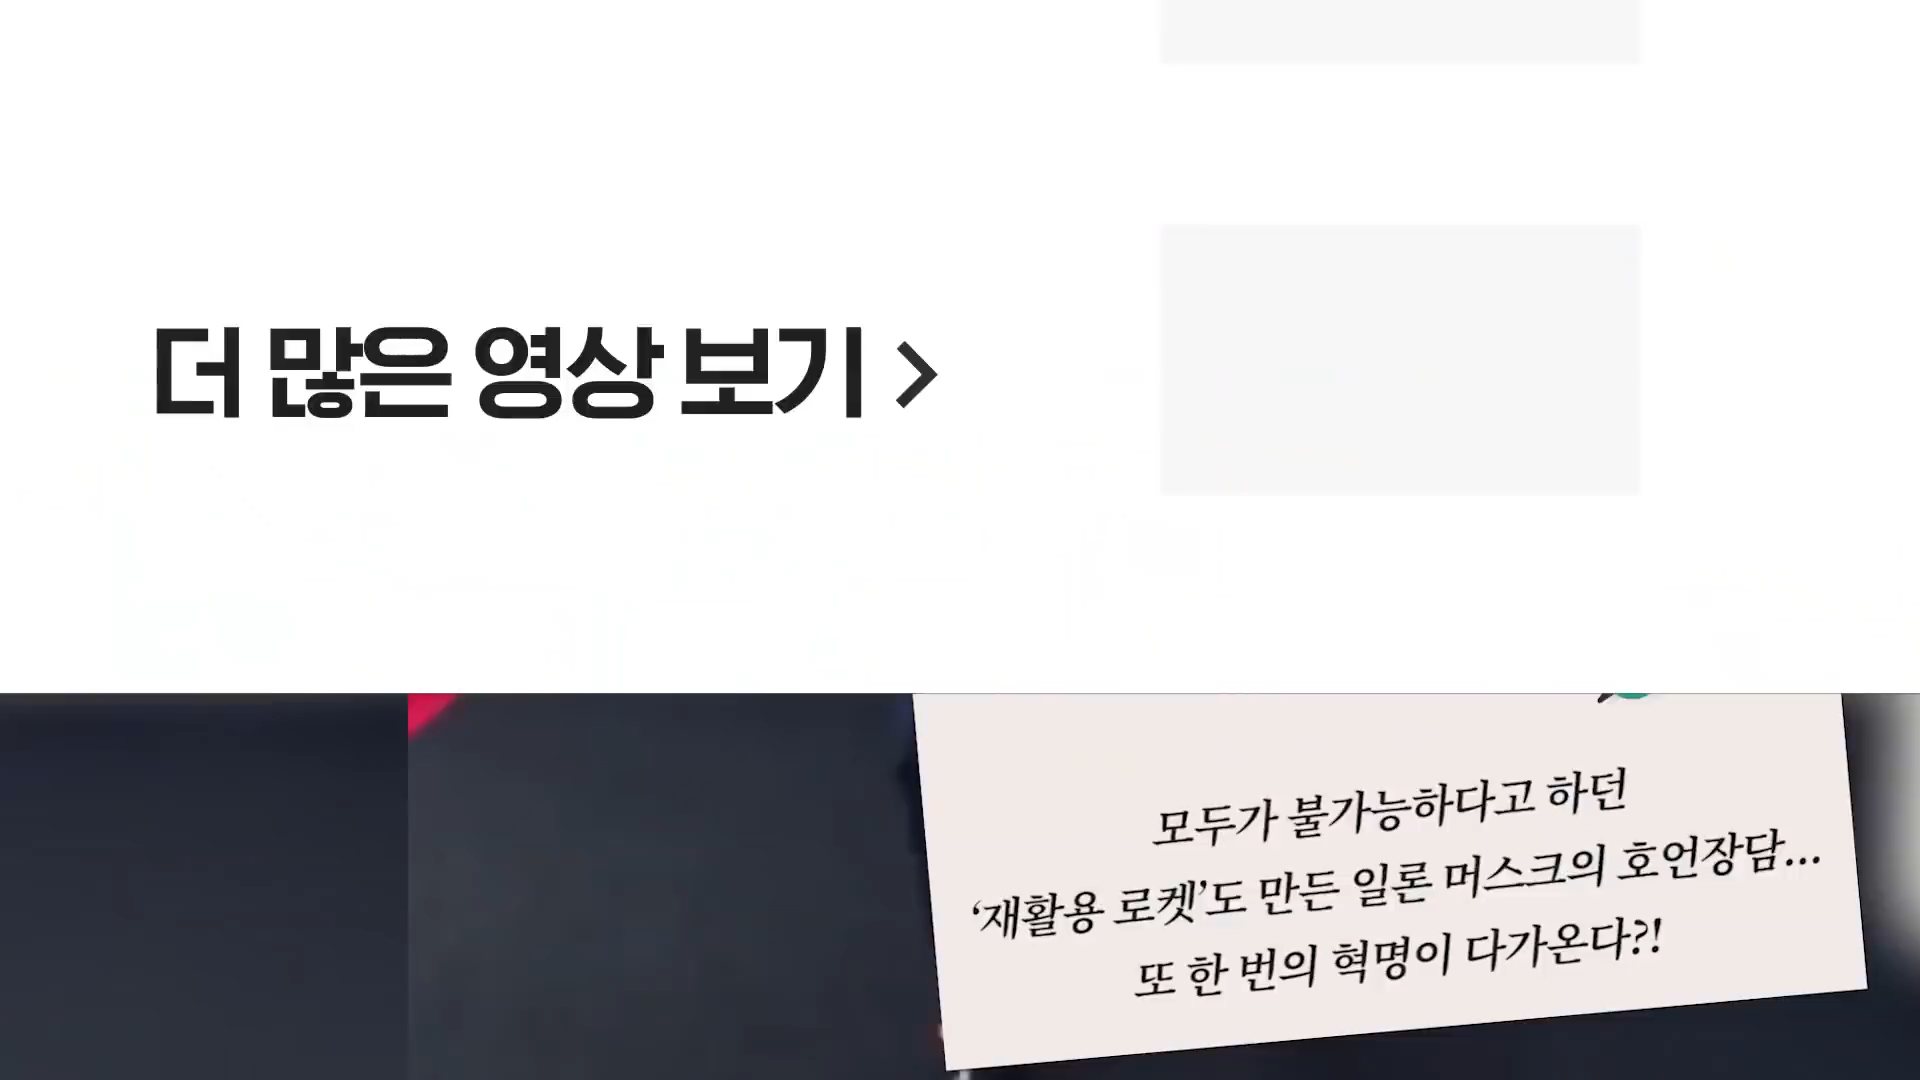 더 많은 영상 보기 >
모두가 불가능하다고 하던
‘재활용 로켓’도 만든 일론 머스크의 호언장담...
또 한 번의 혁명이 다가온다?!